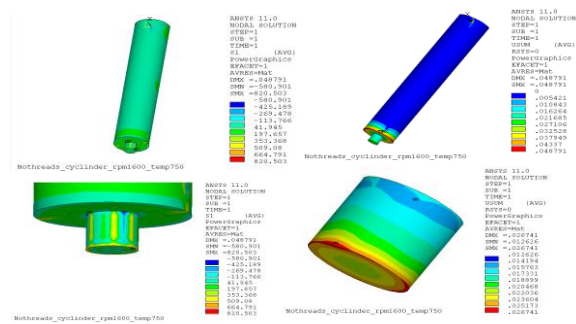 ANSYS 11.0
NODAL SOLUTION
STEP=1
SUB =1
TIME=1
S1 (AVG)
PowerGraphics
EFACET=1
AVRES=Mat
DMX =.048791
SMN =-580.901
SMX =820.503
-580.901
-425.189
-269.478
-113.766
41.945
197.657
353.368
509.08
664.791
820.503
Nothreads_cyclinder_rpm1600_temp750
ANSYS 11.0
NODAL SOLUTION
STEP=1
SUB =1
TIME=1
USUM (AVG)
RSYS=0
PowerGraphics
EFACET=1
AVRES=Mat
DMX =.048791
SMX =.048791
0
.005421
.010843
.016264
.021685
.027106
.032528
.037949
.04337
.048791
Nothreads_cyclinder_rpm1600_temp750
ANSYS 11.0
NODAL SOLUTION
STEP=1
SUB =1
TIME=1
S1 (AVG)
PowerGraphics
EFACET=1
AVRES=Mat
DMX =.048791
SMN =-580.901
SMX =820.503
-580.901
-425.189
-269.478
-113.766
41.945
197.657
353.368
509.08
664.791
820.503
Nothreads_cyclinder_rpm1600_temp750
ANSYS 11.0
NODAL SOLUTION
STEP=1
SUB =1
TIME=1
USUM (AVG)
RSYS=0
PowerGraphics
EFACET=1
AVRES=Mat
DMX =.026741
SMN =.012626
SMX =.026741
.012626
.014194
.015763
.017331
.018899
.020468
.022036
.023604
.025173
.026741
Nothreads_cyclinder_rpm1600_temp750